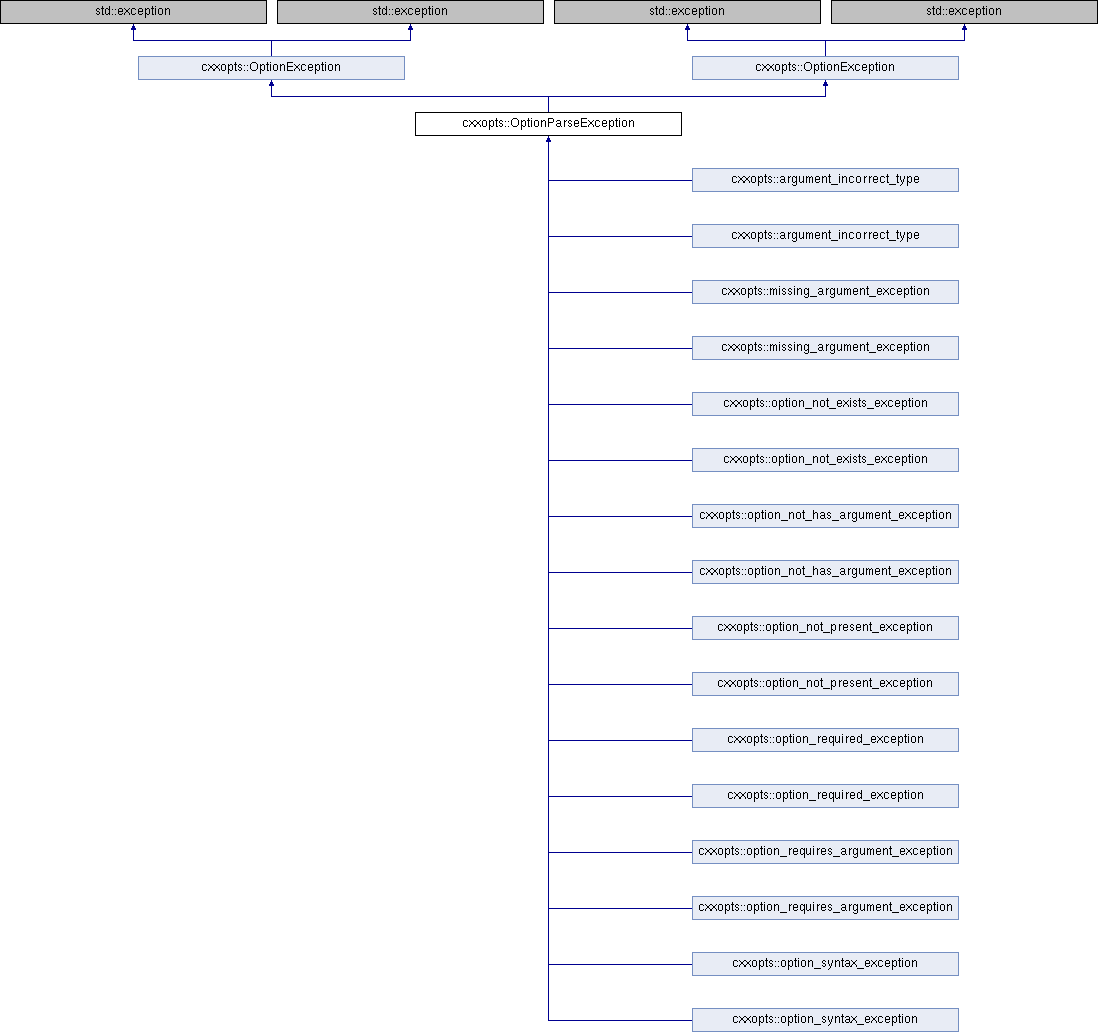 std::exception
std::exception
std::exception
std::exception
cxxopts::OptionException
cxxopts::OptionException
cxxopts::OptionParseException
cxxopts::argument_incorrect_type
cxxopts::argument_incorrect_type
cxxopts::missing_argument_exception
cxxopts::missing_argument_exception
cxxopts::option_not_exists_exception
cxxopts::option_not_exists_exception
cxxopts::option_not_has_argument_exception
cxxopts::option_not_has_argument_exception
cxxopts::option_not_present_exception
cxxopts::option_not_present_exception
cxxopts::option_required_exception
cxxopts::option_required_exception
cxxopts::option_requires_argument_exception
cxxopts::option_requires_argument_exception
cxxopts::option_syntax_exception
cxxopts::option_syntax_exception